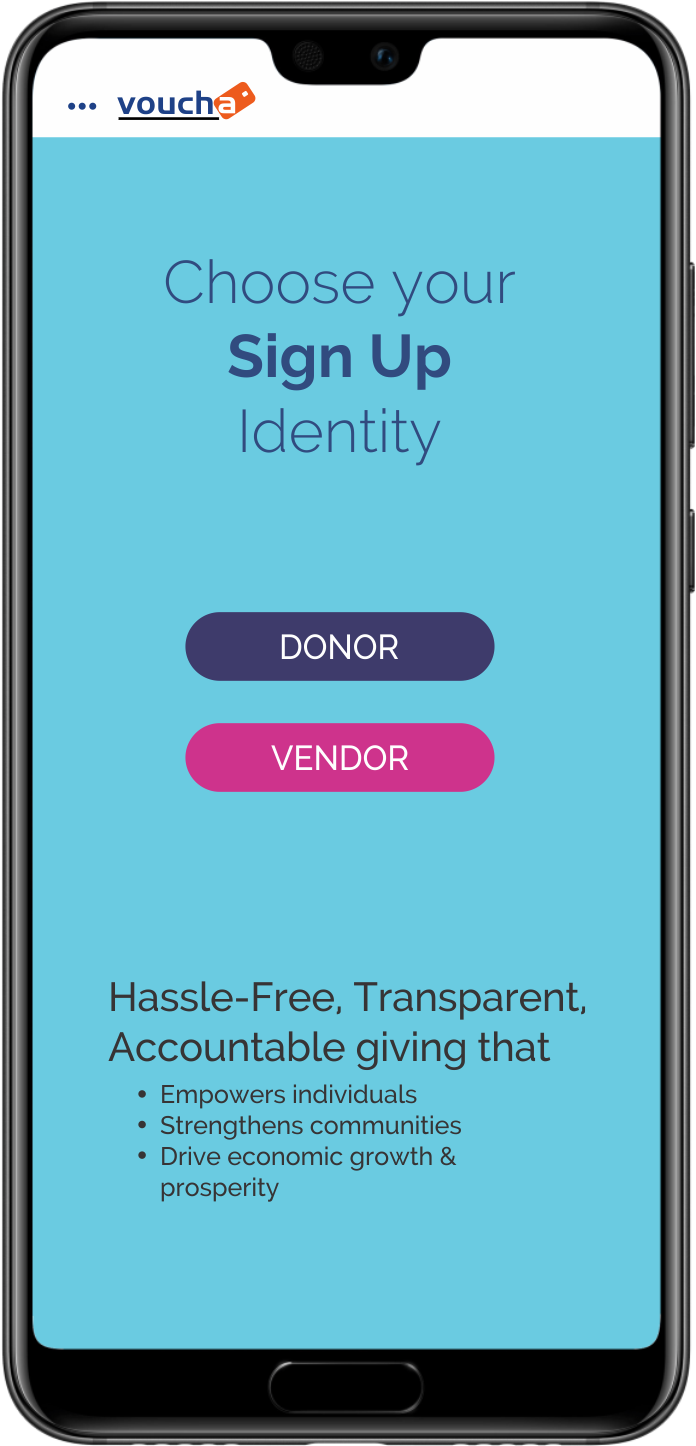 voucha
Choose your
Sign Up
Identity
DONOR
VENDOR
Hassle-Free, Transparent,
Accountable giving that
• Empowers individuals
• Strengthens communities
• Drive economic growth &
prosperity